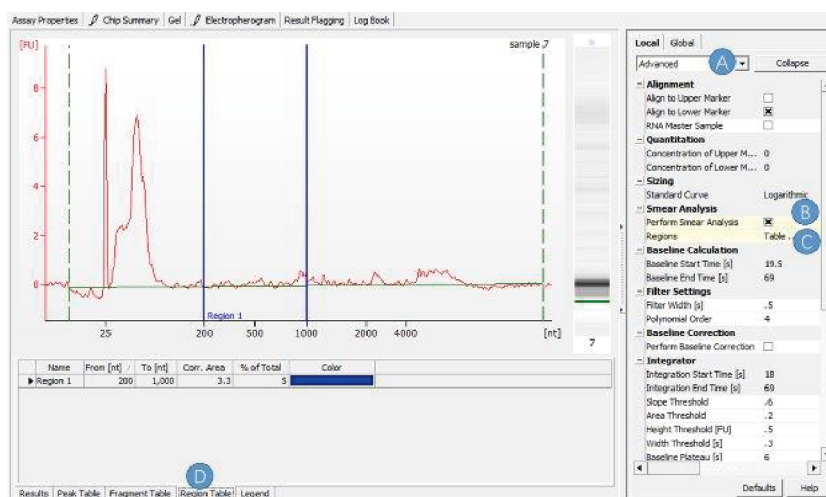 Assay Properties Chip Summary Gel Electropherogram Result Flagging Log Book
[FU]
sample 7
8
6
4
2
0
Region 1
25 200 500 1000 2000 4000 [nt]
7
Name From [nt] / To [nt] Corr. Area % of Total Color
Region 1 200 1,000 3.3 5
D
Results Peak Table Fragment Table Region Table Legend
Local Global
Advanced A Collapse
Alignment
Align to Upper Marker
Align to Lower Marker
RNA Master Sample
Quantitation
Concentration of Upper M... 0
Concentration of Lower M... 0
Sizing
Standard Curve Logarithmic
Smear Analysis
Perform Smear Analysis B
Regions Table ... C
Baseline Calculation
Baseline Start Time [s] 19.5
Baseline End Time [s] 69
Filter Settings
Filter Width [s] .5
Polynomial Order 4
Baseline Correction
Perform Baseline Correction
Integrator
Integration Start Time [s] 18
Integration End Time [s] 69
Slope Threshold .6
Area Threshold .2
Height Threshold [FU] .5
Width Threshold [s] .3
Baseline Plateau [s] 6
Defaults Help